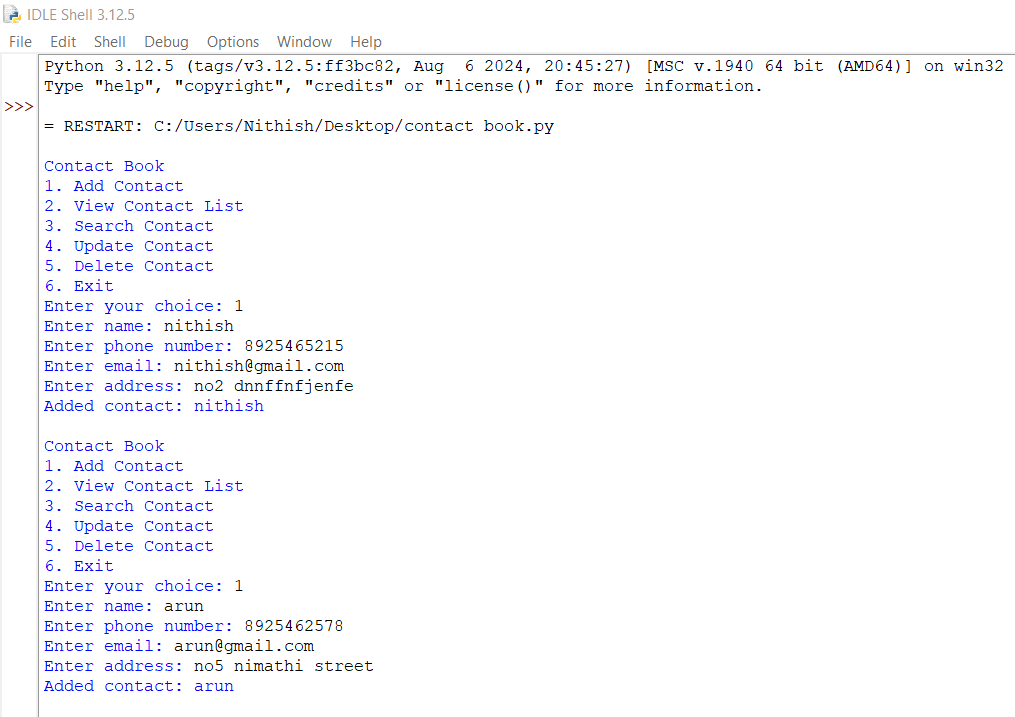 IDLE Shell 3.12.5
File Edit Shell Debug Options Window Help
Python 3.12.5 (tags/v3.12.5:ff3bc82, Aug  6 2024, 20:45:27) [MSC v.1940 64 bit (AMD64)] on win32
Type "help", "copyright", "credits" or "license()" for more information.
>>>
= RESTART: C:/Users/Nithish/Desktop/contact book.py
Contact Book
1. Add Contact
2. View Contact List
3. Search Contact
4. Update Contact
5. Delete Contact
6. Exit
Enter your choice: 1
Enter name: nithish
Enter phone number: 8925465215
Enter email: nithish@gmail.com
Enter address: no2 dnnffnfjenfe
Added contact: nithish
Contact Book
1. Add Contact
2. View Contact List
3. Search Contact
4. Update Contact
5. Delete Contact
6. Exit
Enter your choice: 1
Enter name: arun
Enter phone number: 8925462578
Enter email: arun@gmail.com
Enter address: no5 nimathi street
Added contact: arun